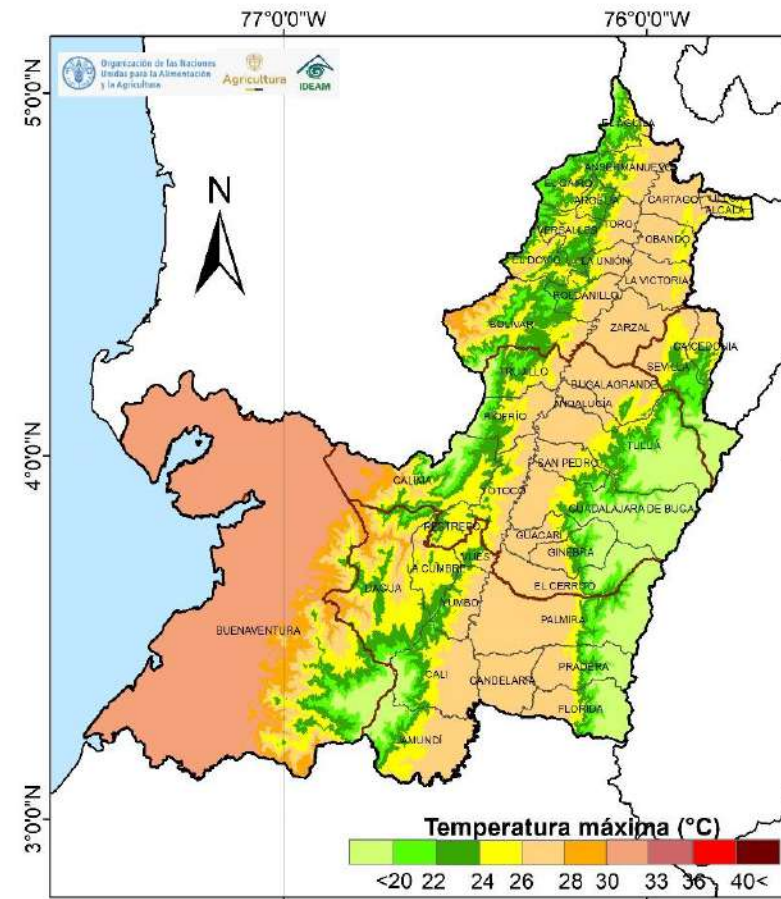 77°0'0"W
76°0'0"W
Organización de las Naciones
Unidas para la Alimentación
y la Agricultura
Agricultura
IDEAM
5°0'0"N
4°0'0"N
3°0'0"N
N
EL ÁGUILA
ANSERMANUEVO
EL CAIRO
ARGELIA
CARTAGO
ALCALÁ
VERSALLES
TORO
OBANDO
EL DOVIO
LA UNIÓN
LA VICTORIA
ROLDANILLO
BOLÍVAR
ZARZAL
CAICEDONIA
TRUJILLO
SEVILLA
BUGALAGRANDE
ANDALUCÍA
RIOFRÍO
TULUÁ
SAN PEDRO
CALIMA
YOTOCO
GUADALAJARA DE BUGA
RESTREPO
GUACARÍ
VIJES
GINEBRA
LA CUMBRE
DAGUA
EL CERRITO
YUMBO
PALMIRA
BUENAVENTURA
CALI
PRADERA
CANDELARIA
FLORIDA
JAMUNDÍ
Temperatura máxima (°C)
<20 22 24 26 28 30 33 36 40<